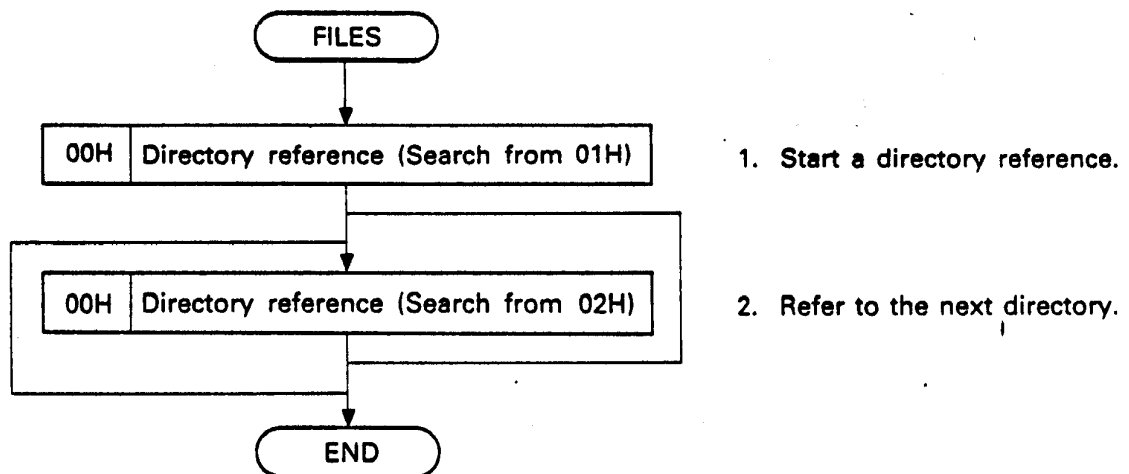 FILES
00H Directory reference (Search from 01H)
1. Start a directory reference.
00H Directory reference (Search from 02H)
2. Refer to the next directory.
END